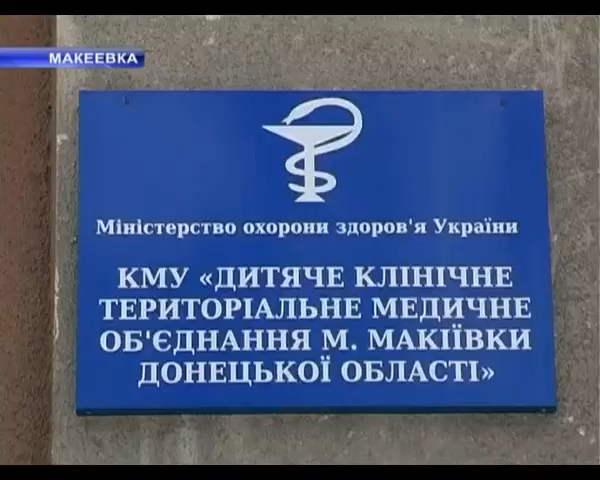 МАКЕЕВКА
Міністерство охорони здоров'я України
КМУ «ДИТЯЧЕ КЛІНІЧНЕ
ТЕРИТОРІАЛЬНЕ МЕДИЧНЕ
ОБ'ЄДНАННЯ М. МАКІЇВКИ
ДОНЕЦЬКОЇ ОБЛАСТІ»